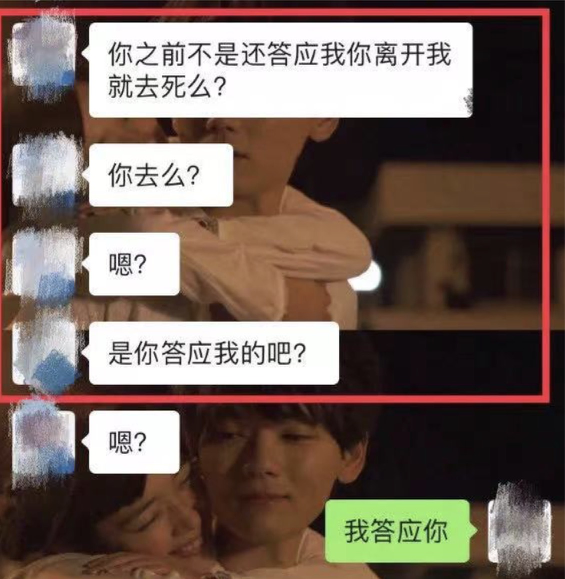 你之前不是还答应我你离开我
就去死么？
你去么？
嗯？
是你答应我的吧？
嗯？
我答应你